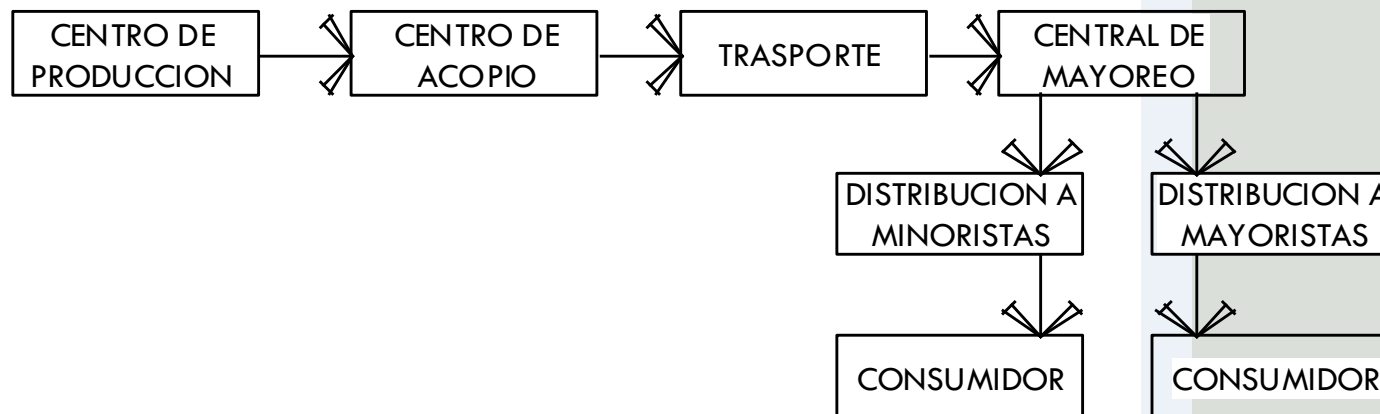 CENTRO DE
PRODUCCION
CENTRO DE
ACOPIO
TRASPORTE
CENTRAL DE
MAYOREO
DISTRIBUCION A
MINORISTAS
DISTRIBUCION A
MAYORISTAS
CONSUMIDOR
CONSUMIDOR